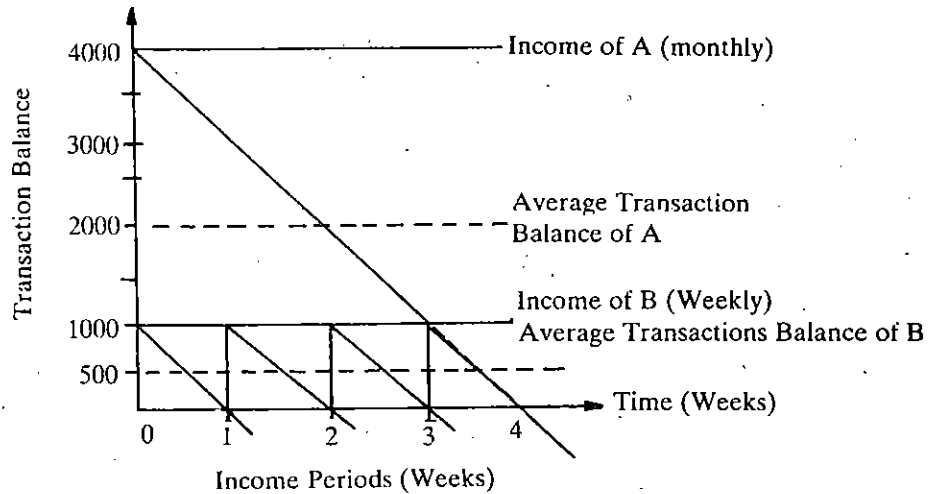 4000
Income of A (monthly)
3000
Transaction Balance
Average Transaction
2000
Balance of A
Income of B (Weekly)
1000
Average Transactions Balance of B
500
Time (Weeks)
0
1
2
3
4
Income Periods (Weeks)